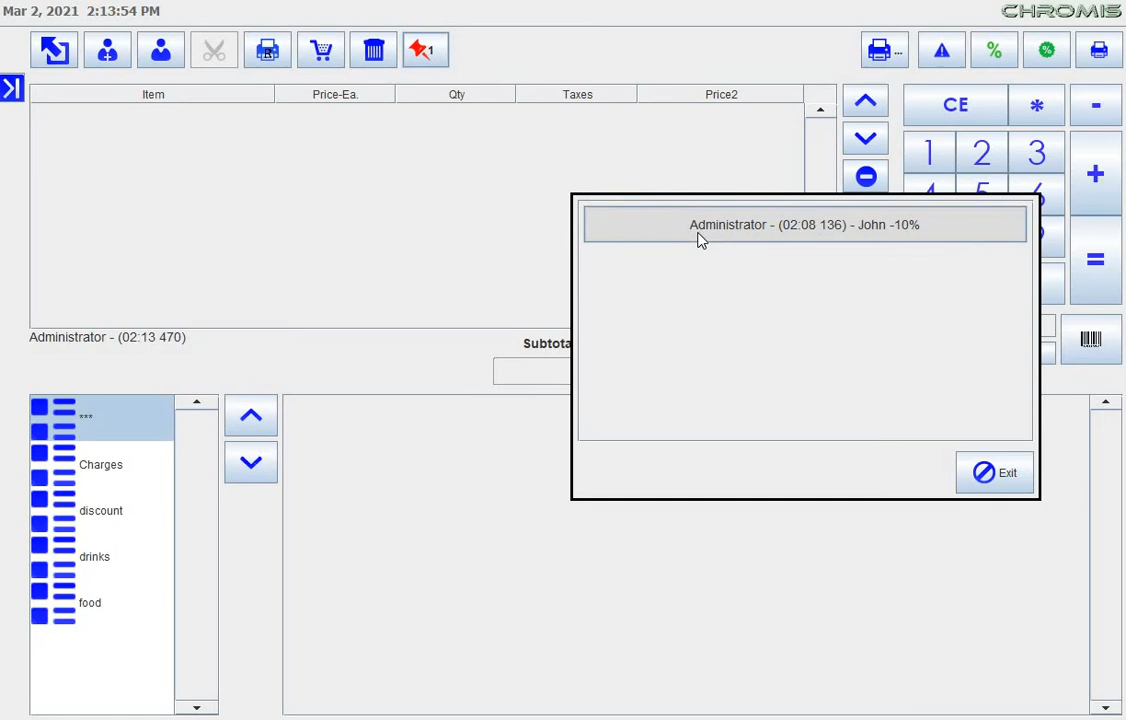 Mar 2, 2021 2:13:54 PM
CHROMIS
R
1
...
%
%
Item Price-Ea. Qty Taxes Price2
CE * -
1 2 3
+
=
Administrator - (02:08 136) - John -10%
Exit
Administrator - (02:13 470)
Subtota
***
Charges
discount
drinks
food